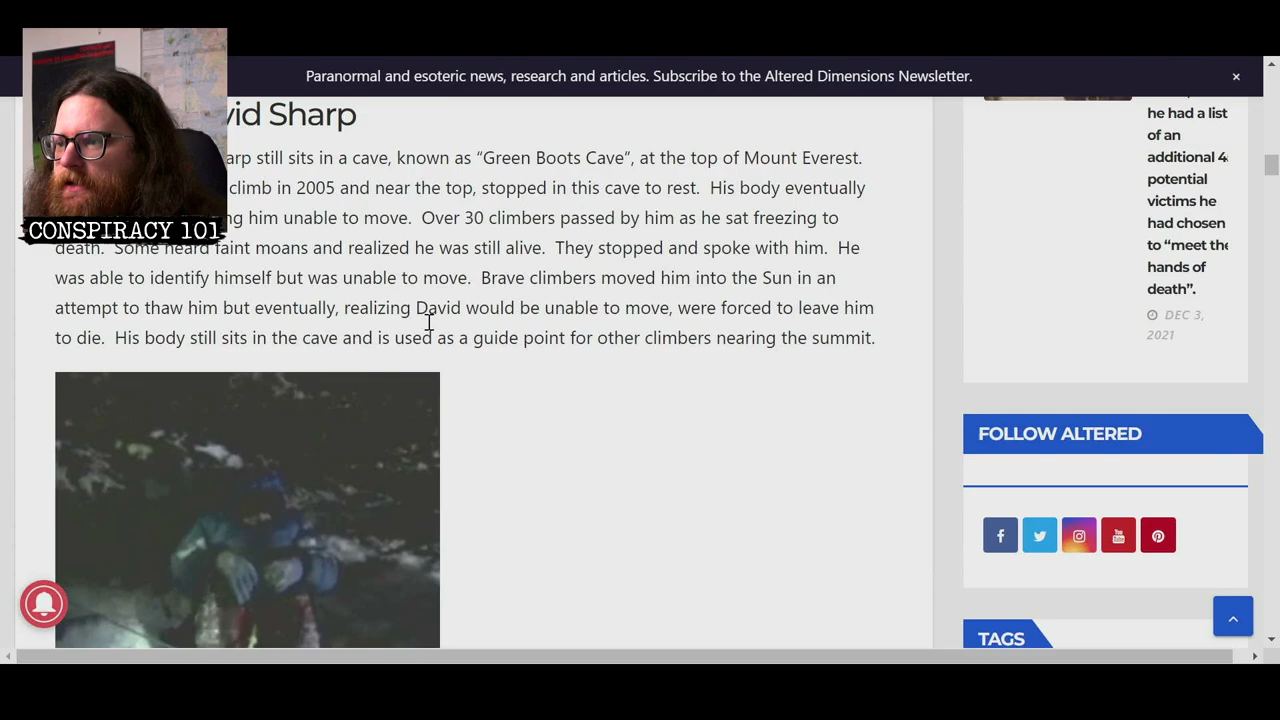 Paranormal and esoteric news, research and articles. Subscribe to the Altered Dimensions Newsletter.
×
vid Sharp
arp still sits in a cave, known as “Green Boots Cave”, at the top of Mount Everest.
climb in 2005 and near the top, stopped in this cave to rest. His body eventually
ng him unable to move. Over 30 climbers passed by him as he sat freezing to
death. Some heard faint moans and realized he was still alive. They stopped and spoke with him. He
was able to identify himself but was unable to move. Brave climbers moved him into the Sun in an
attempt to thaw him but eventually, realizing David would be unable to move, were forced to leave him
to die. His body still sits in the cave and is used as a guide point for other climbers nearing the summit.
CONSPIRACY 101
he had a list
of an
additional 4
potential
victims he
had chosen
to “meet the
hands of
death”.
DEC 3,
2021
FOLLOW ALTERED
TAGS